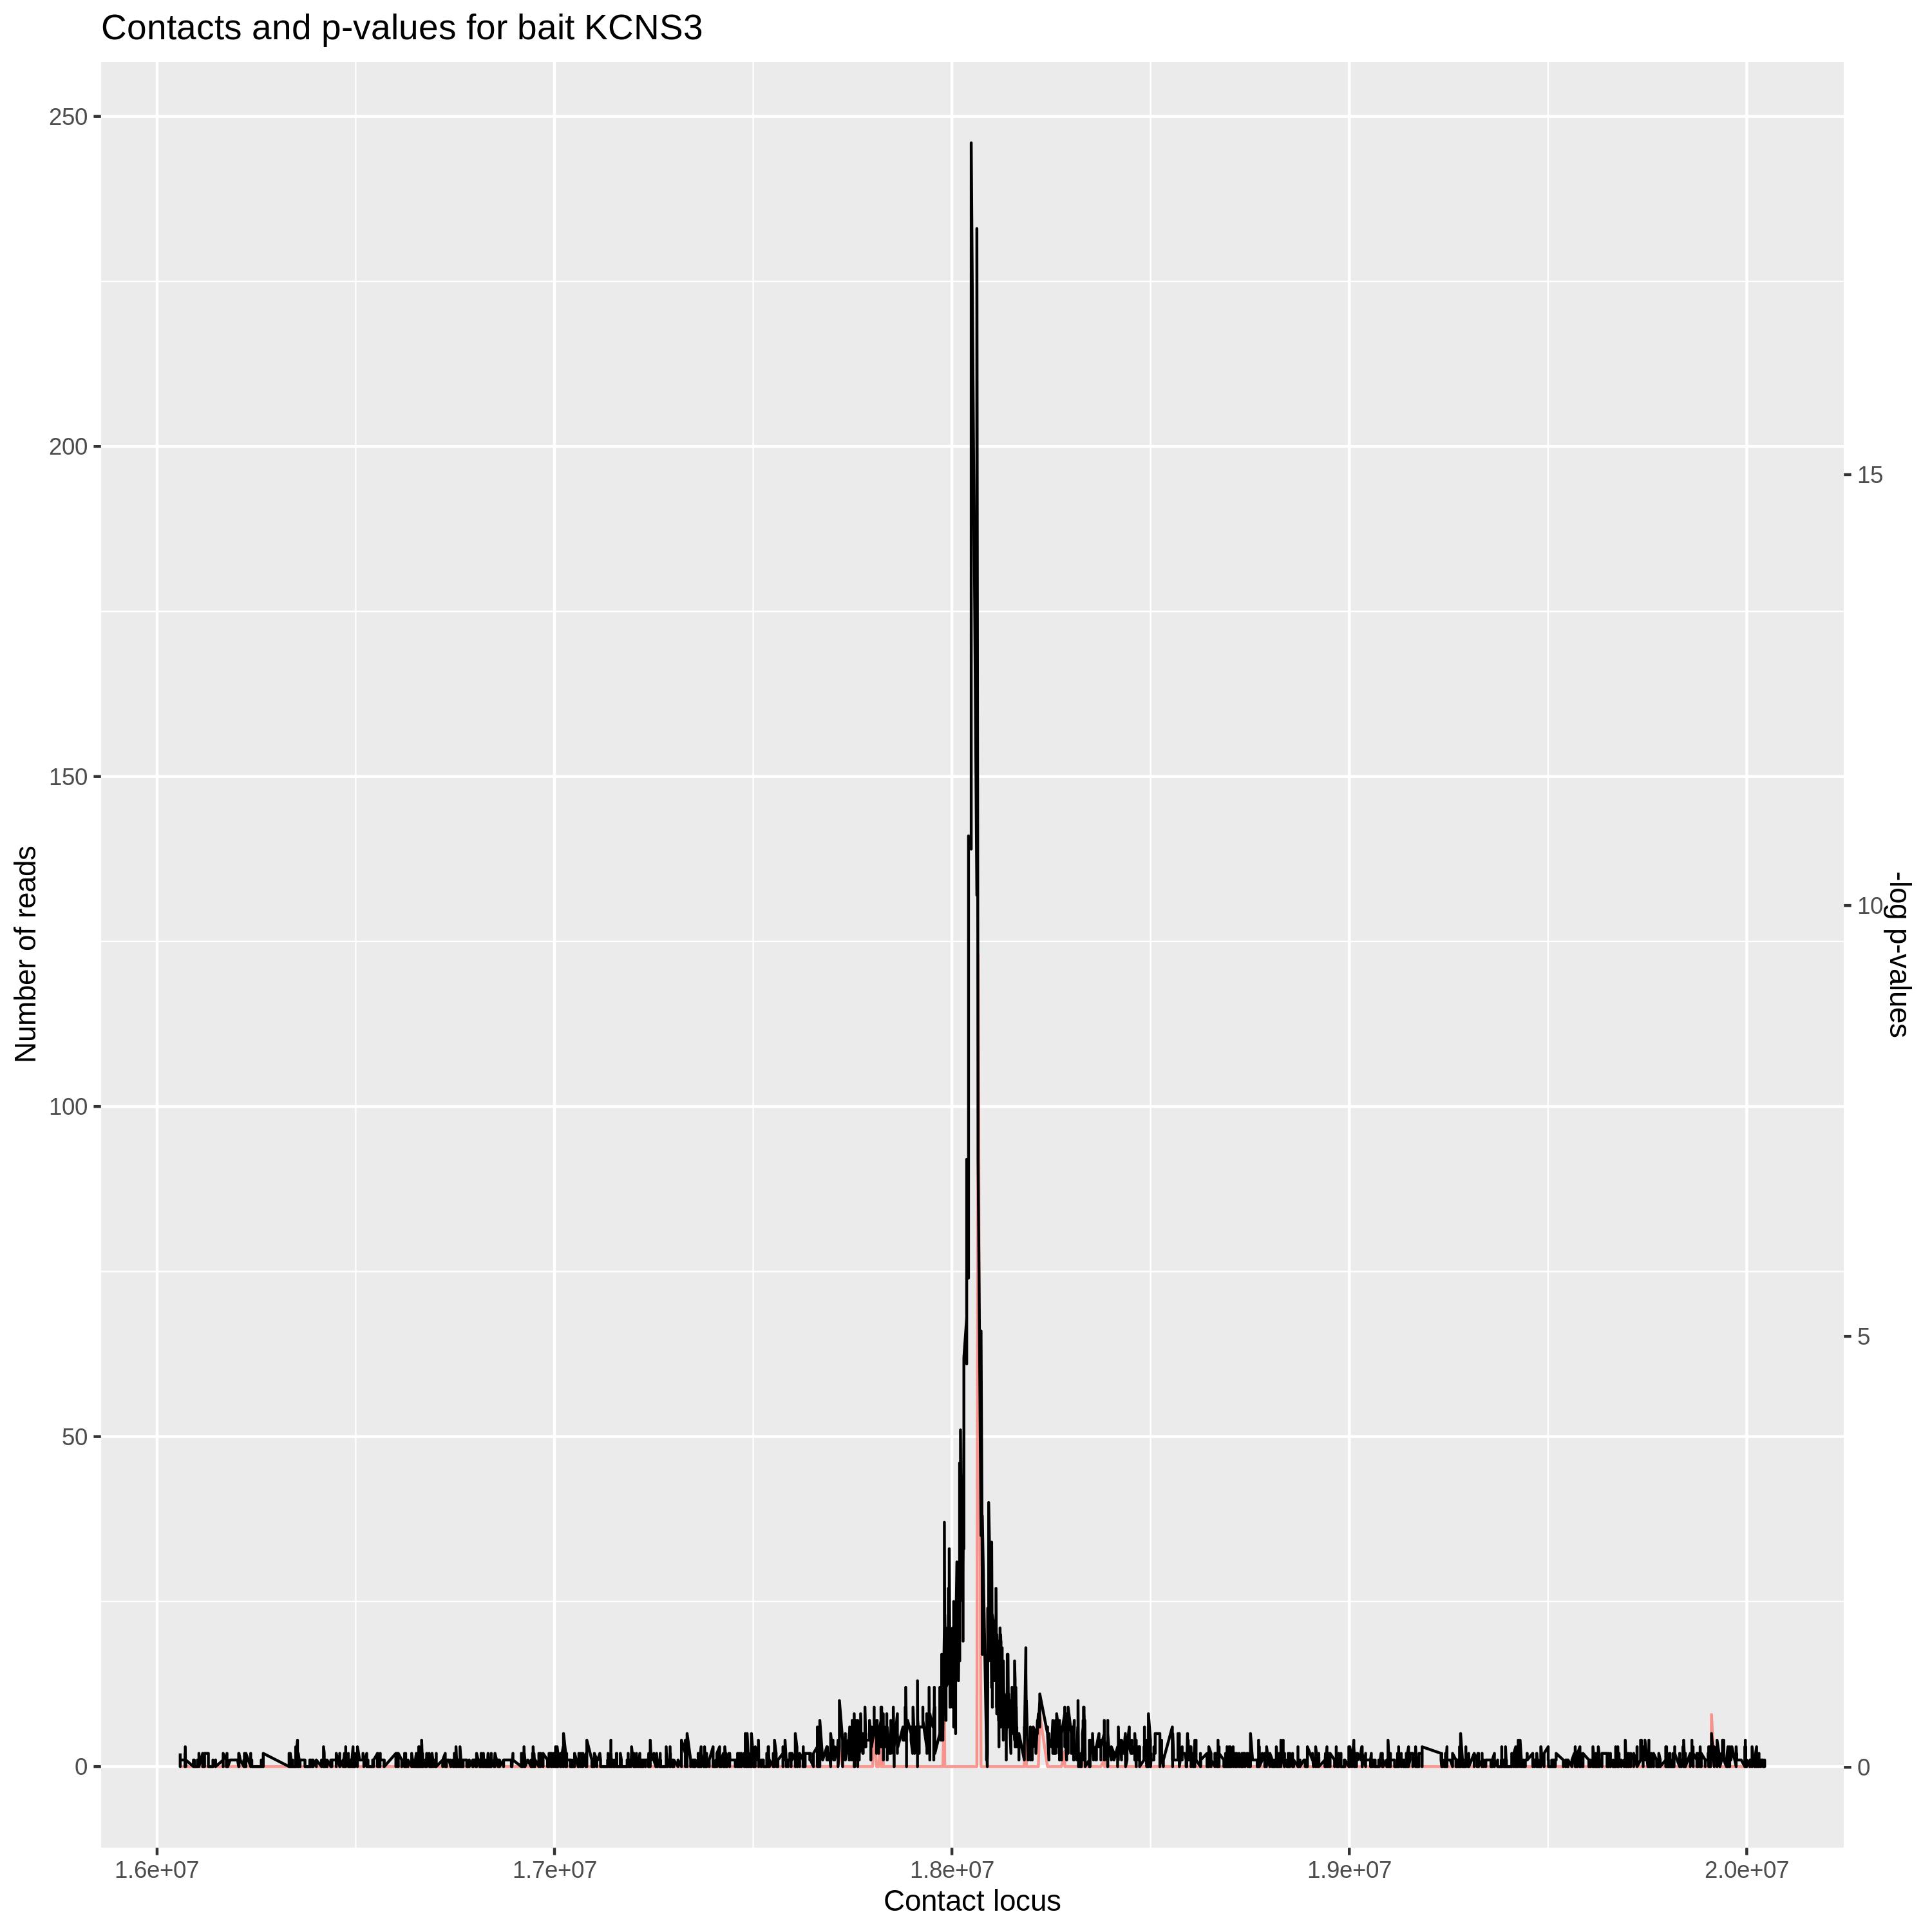 Contacts and p-values for bait KCNS3
250
200
150
100
50
0
Number of reads
15
10
5
0
-log p-values
1.6e+07
1.7e+07
1.8e+07
1.9e+07
2.0e+07
Contact locus